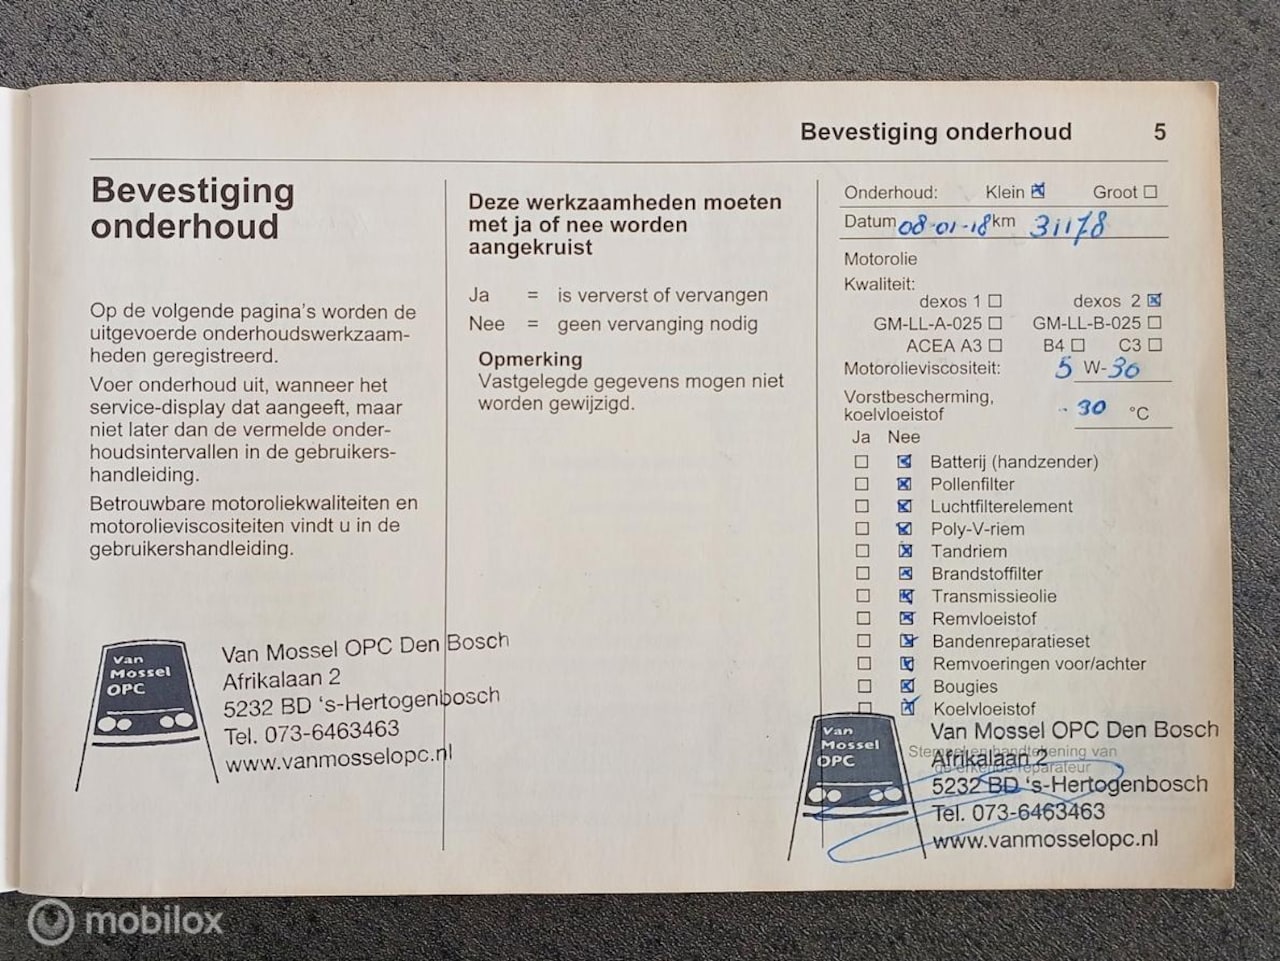 Bevestiging onderhoud 5
Bevestiging
onderhoud
Op de volgende pagina's worden de
uitgevoerde onderhoudswerkzaam-
heden geregistreerd.
Voer onderhoud uit, wanneer het
service-display dat aangeeft, maar
niet later dan de vermelde onder-
houdsintervallen in de gebruikers-
handleiding.
Betrouwbare motoroliekwaliteiten en
motorolieviscositeiten vindt u in de
gebruikershandleiding.
Van
Mossel
OPC
Van Mossel OPC Den Bosch
Afrikalaan 2
5232 BD 's-Hertogenbosch
Tel. 073-6463463
www.vanmosselopc.nl
Deze werkzaamheden moeten
met ja of nee worden
aangekruist
Ja = is ververst of vervangen
Nee = geen vervanging nodig
Opmerking
Vastgelegde gegevens mogen niet
worden gewijzigd.
Onderhoud: Klein Groot
Datum 08-01-18 km 31178
Motorolie
Kwaliteit:
dexos 1 dexos 2
GM-LL-A-025 GM-LL-B-025
ACEA A3 B4 C3
Motorolieviscositeit: 5 W-30
Vorstbescherming,
koelvloeistof - 30 °C
Ja Nee
Batterij (handzender)
Pollenfilter
Luchtfilterelement
Poly-V-riem
Tandriem
Brandstoffilter
Transmissieolie
Remvloeistof
Bandenreparatieset
Remvoeringen voor/achter
Bougies
Koelvloeistof
Stempel en handtekening van
de erkende reparateur
Van
Mossel
OPC
Van Mossel OPC Den Bosch
Afrikalaan 2
5232 BD 's-Hertogenbosch
Tel. 073-6463463
www.vanmosselopc.nl
mobilox